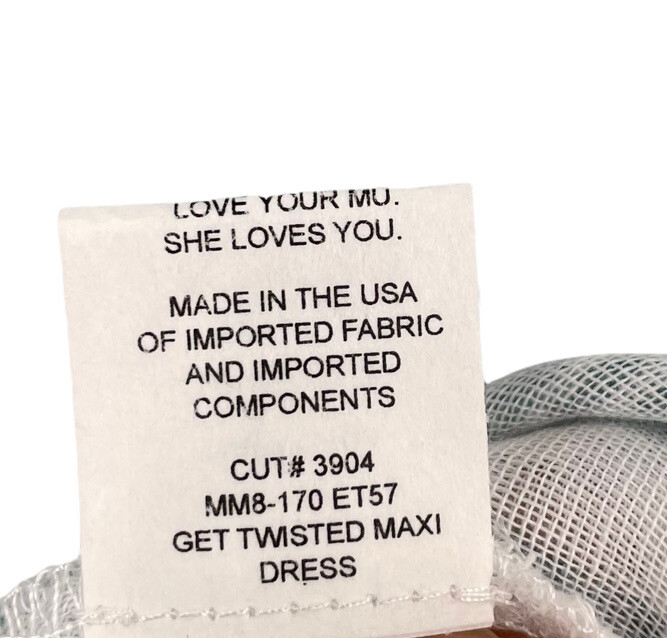 LOVE YOUR MU.
SHE LOVES YOU.
MADE IN THE USA
OF IMPORTED FABRIC
AND IMPORTED
COMPONENTS
CUT# 3904
MM8-170 ET57
GET TWISTED MAXI
DRESS